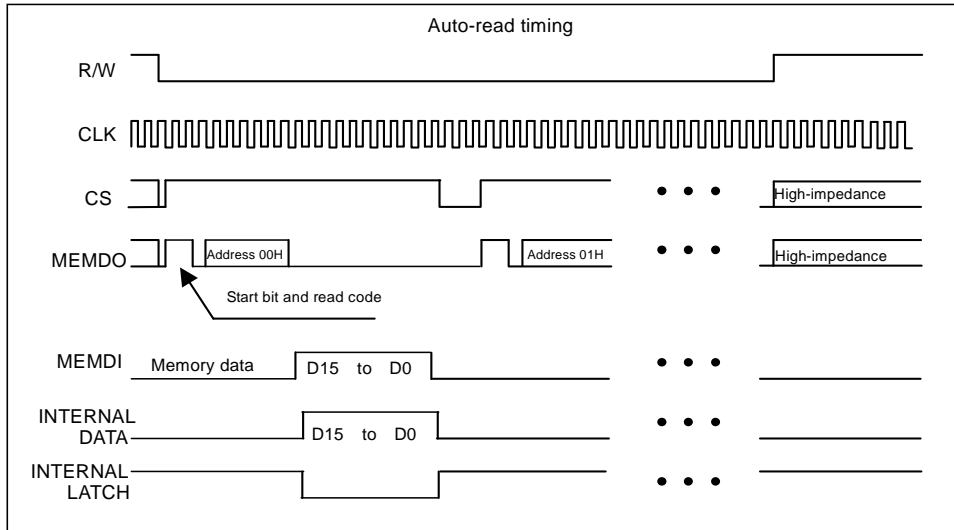 Auto-read timing
R/W
CLK
CS
High-impedance
MEMDO
Address 00H
Address 01H
High-impedance
Start bit and read code
MEMDI
Memory data
D15 to D0
INTERNAL
DATA
D15 to D0
INTERNAL
LATCH